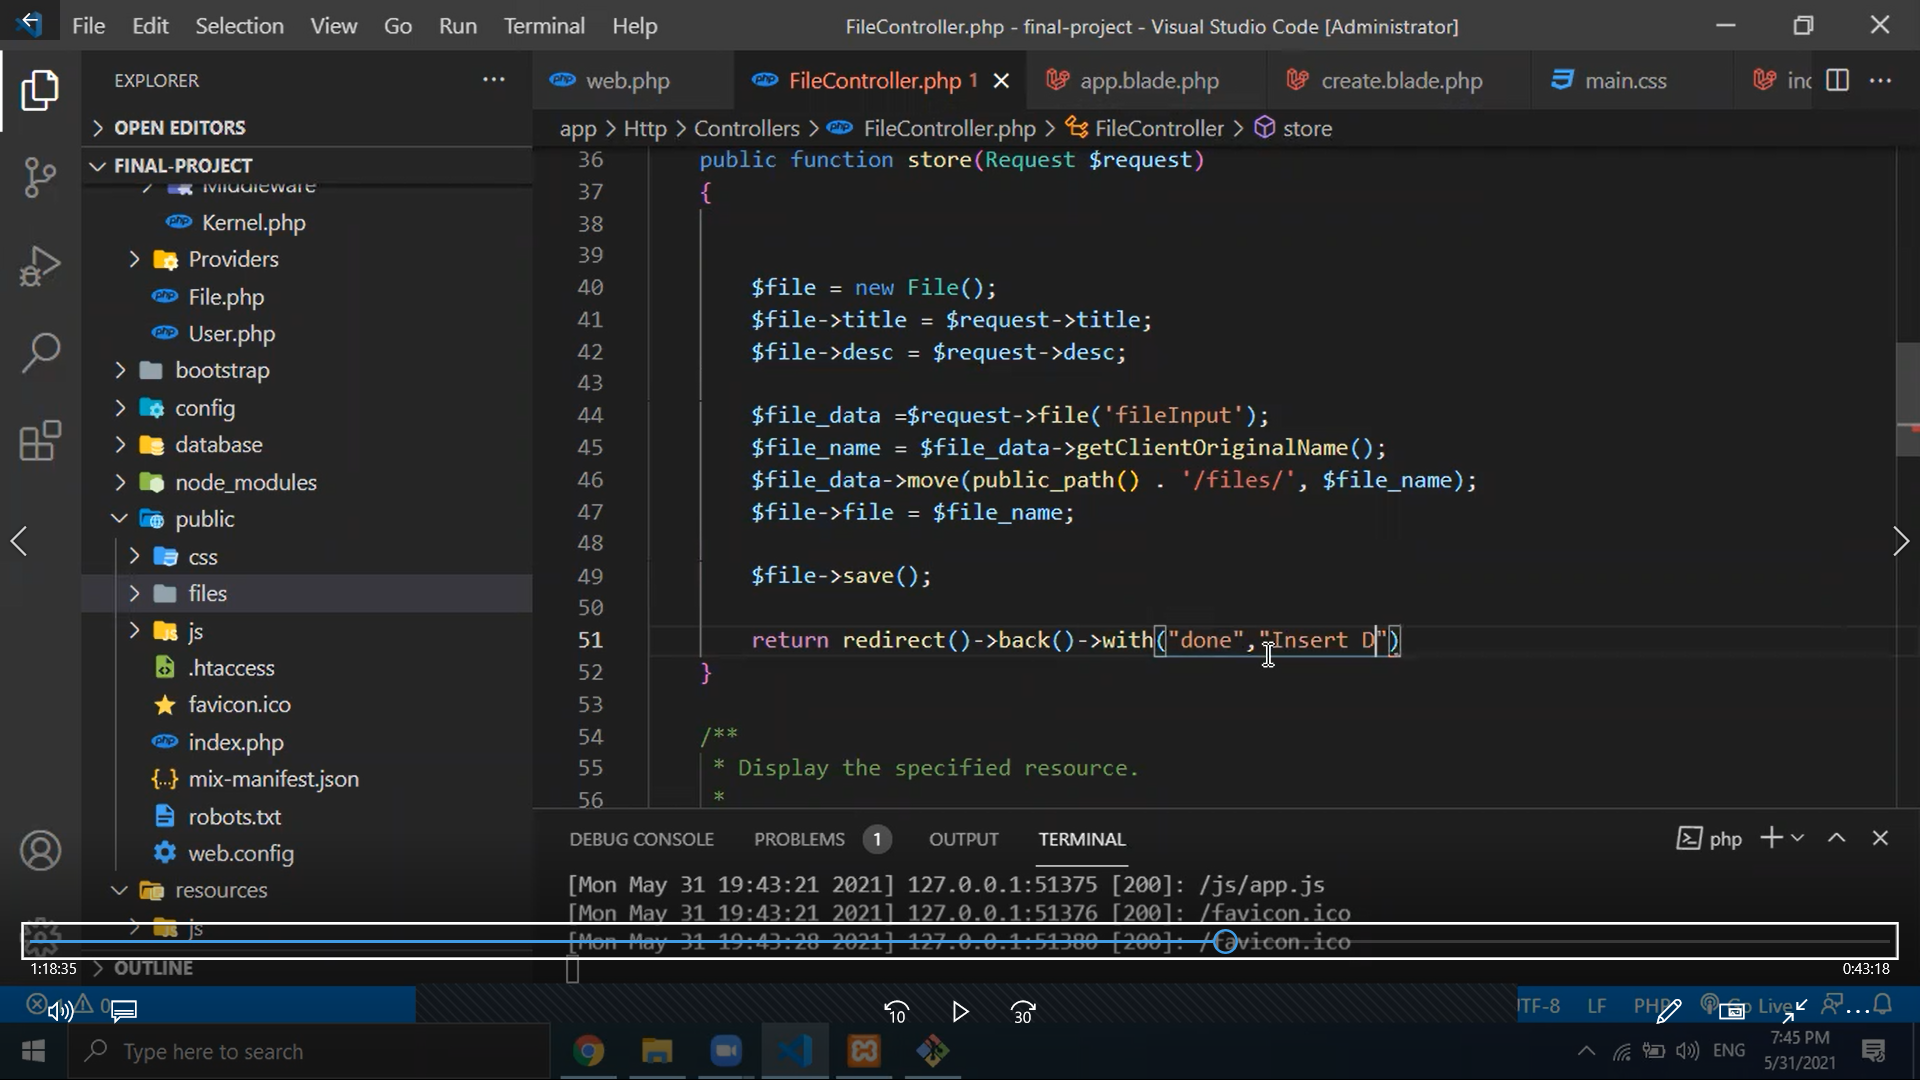 File Edit Selection View Go Run Terminal Help
FileController.php - final-project - Visual Studio Code [Administrator]
EXPLORER
OPEN EDITORS
FINAL-PROJECT
Middleware
Kernel.php
Providers
File.php
User.php
bootstrap
config
database
node_modules
public
css
files
js
.htaccess
favicon.ico
index.php
mix-manifest.json
robots.txt
web.config
resources
js
OUTLINE
web.php FileController.php 1 app.blade.php create.blade.php main.css
app > Http > Controllers > FileController.php > FileController > store
36 public function store(Request $request)
37 {
38
39
40 $file = new File();
41 $file->title = $request->title;
42 $file->desc = $request->desc;
43
44 $file_data =$request->file('fileInput');
45 $file_name = $file_data->getClientOriginalName();
46 $file_data->move(public_path() . '/files/', $file_name);
47 $file->file = $file_name;
48
49 $file->save();
50
51 return redirect()->back()->with("done","Insert D")
52 }
53
54 /**
55 * Display the specified resource.
56 *
DEBUG CONSOLE PROBLEMS 1 OUTPUT TERMINAL
php
[Mon May 31 19:43:21 2021] 127.0.0.1:51375 [200]: /js/app.js
[Mon May 31 19:43:21 2021] 127.0.0.1:51376 [200]: /favicon.ico
[Mon May 31 19:43:28 2021] 127.0.0.1:51380 [200]: /favicon.ico
1:18:35
0:43:18
0
10
30
LF PHP Go Live
Type here to search
ENG
7:45 PM
5/31/2021